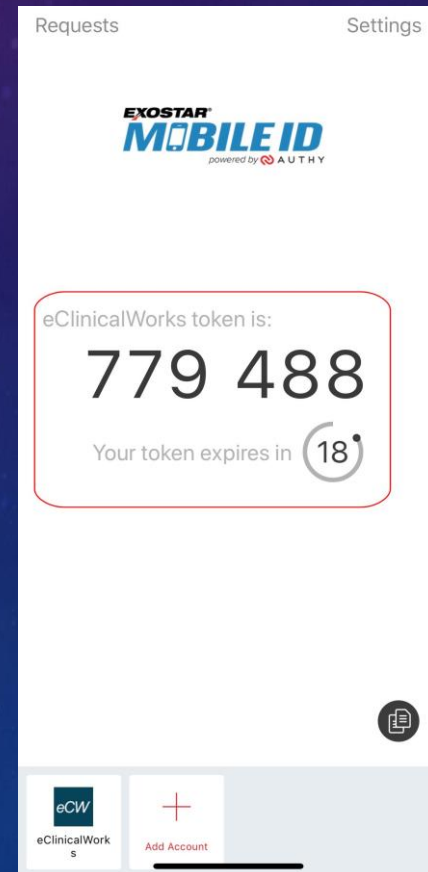 Requests Settings
EXOSTAR®
MOBILE ID
powered by AUTHY
eClinicalWorks token is:
779 488
Your token expires in 18
eCW
eClinicalWork
s
Add Account